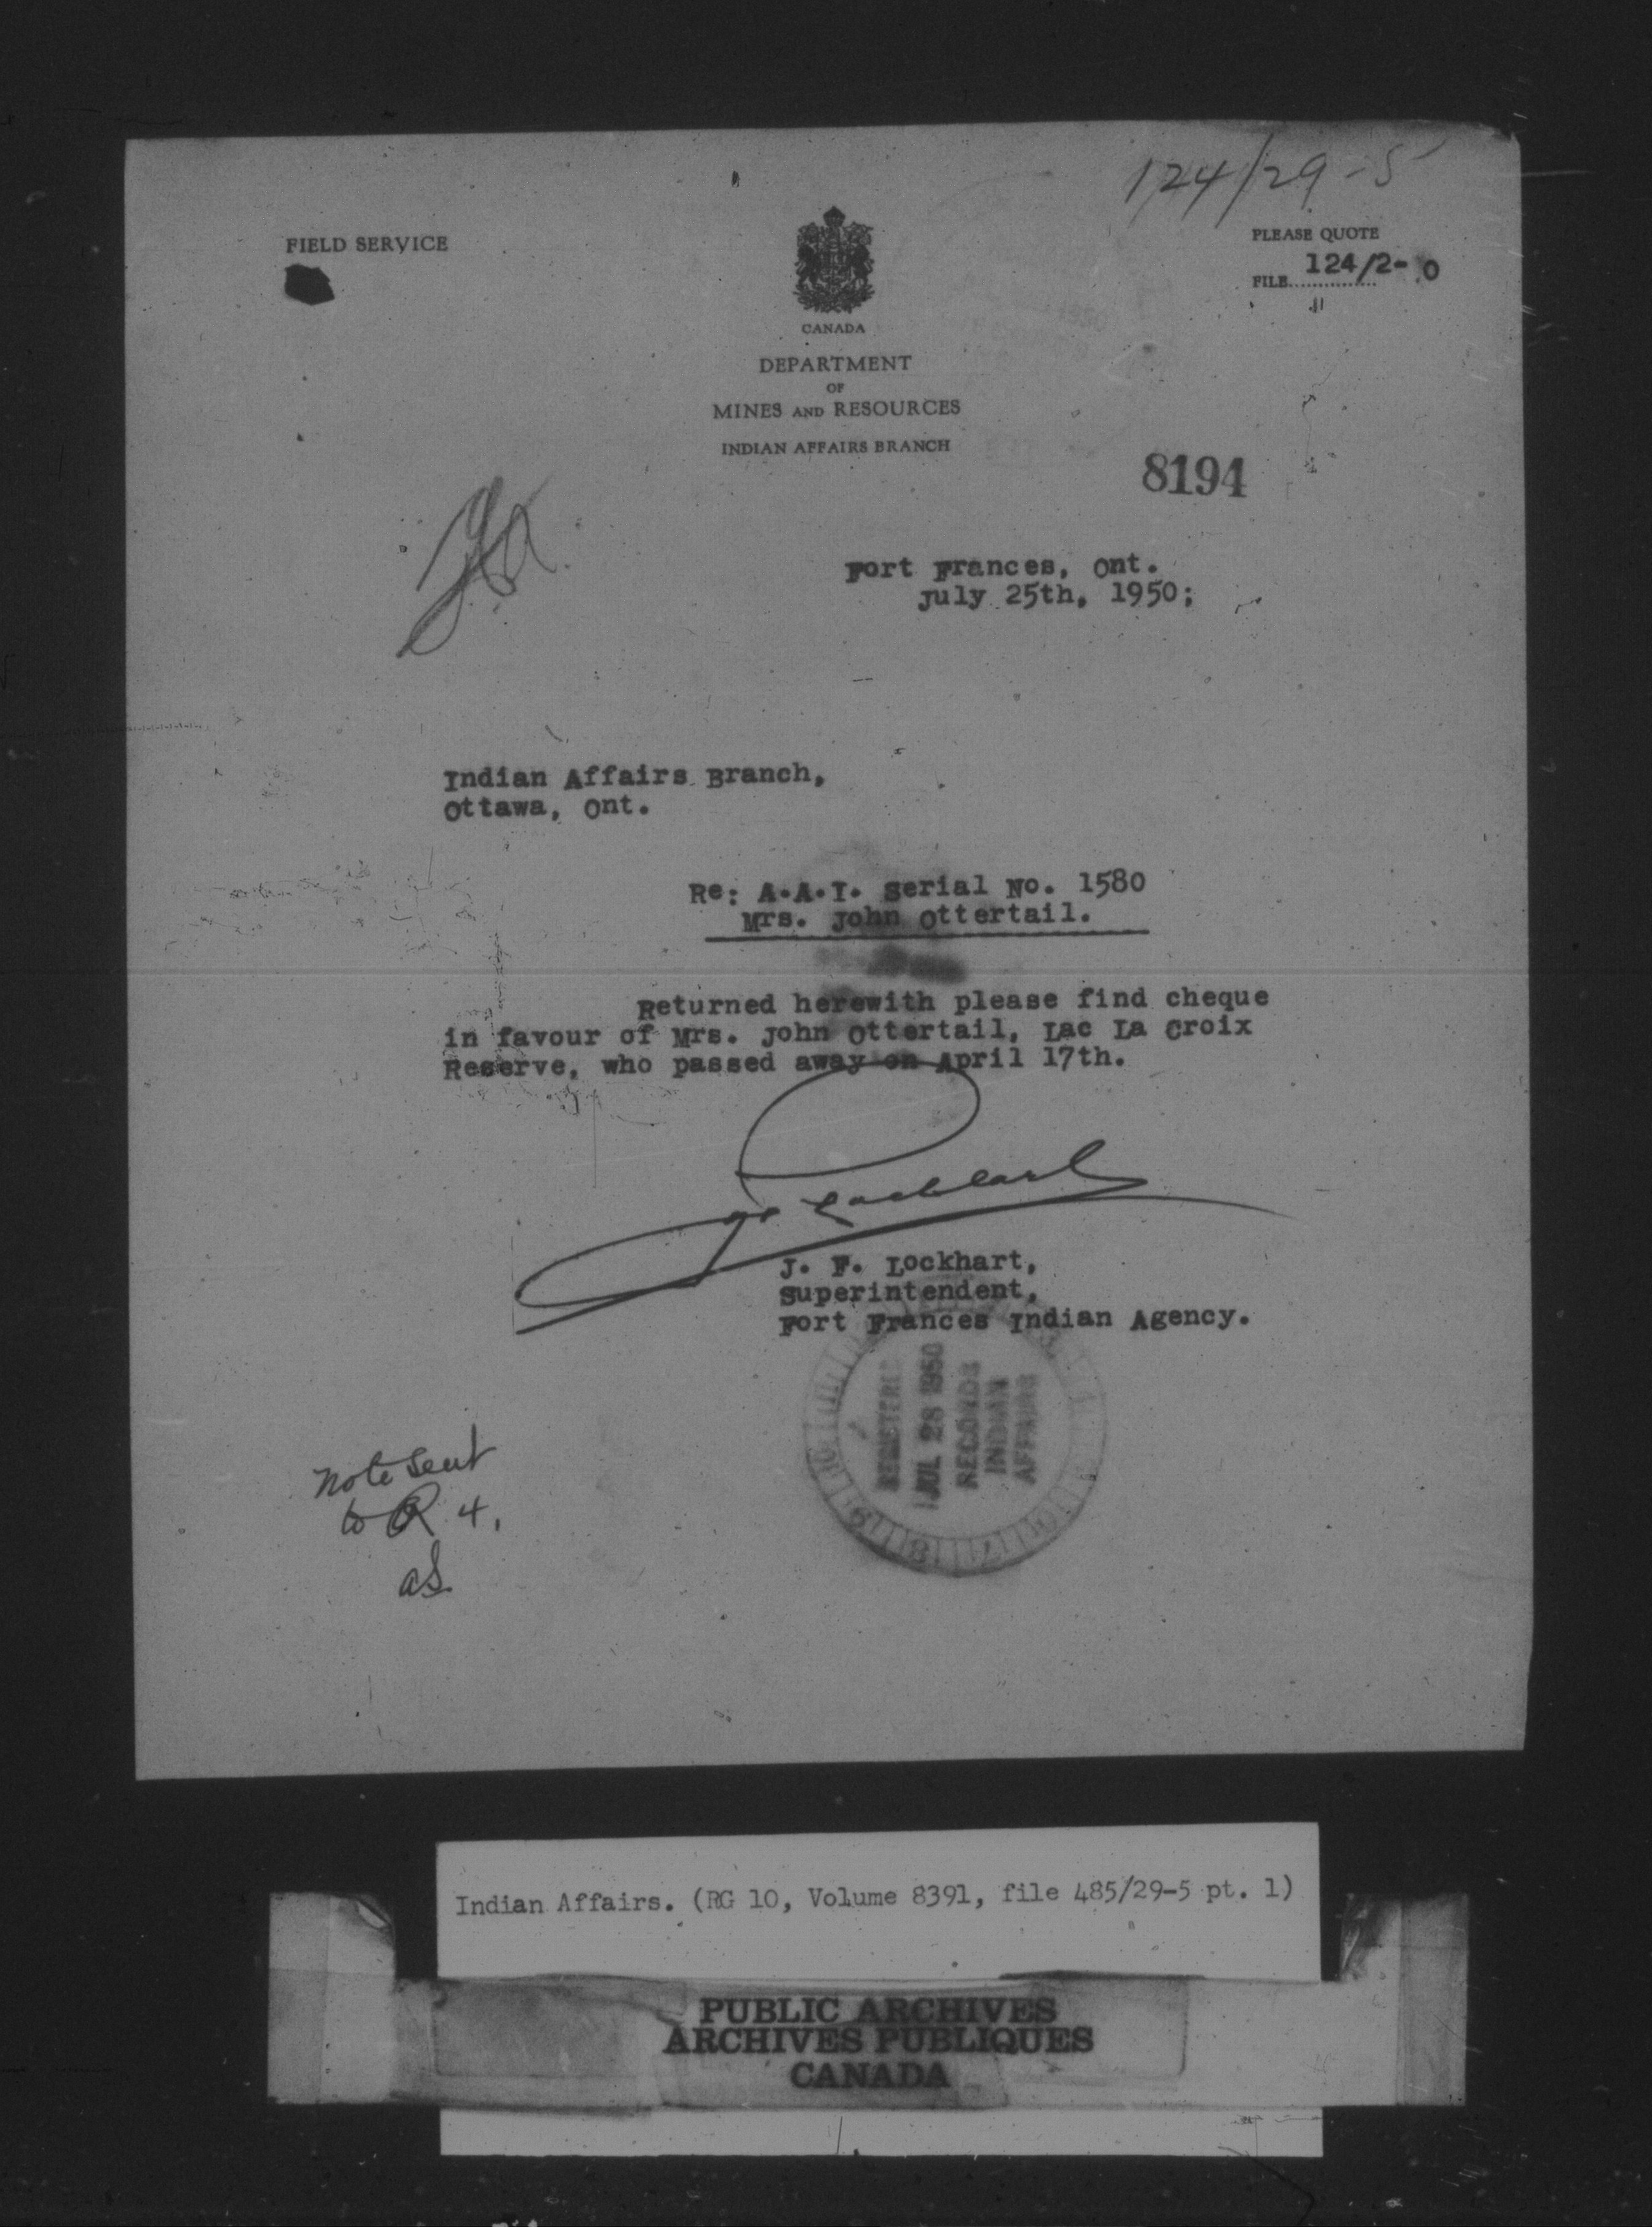 124/29-5
FIELD SERVICE
PLEASE QUOTE
FILE 124/2-0
CANADA
DEPARTMENT
OF
MINES AND RESOURCES
INDIAN AFFAIRS BRANCH
8194
Fort Frances, Ont.
July 25th, 1950;
Indian Affairs Branch,
Ottawa, Ont.
Re: A.A.I. Serial No. 1580
Mrs. John Ottertail.
Returned herewith please find cheque
in favour of Mrs. John Ottertail, Lac La Croix
Reserve, who passed away on April 17th.
J. F. Lockhart,
Superintendent,
Fort Frances Indian Agency.
REGISTERED
JUL 28 1950
RECORDS
INDIAN
AFFAIRS
Note sent
to R 4.
as
Indian Affairs. (RG 10, Volume 8391, file 485/29-5 pt. 1)
PUBLIC ARCHIVES
ARCHIVES PUBLIQUES
CANADA